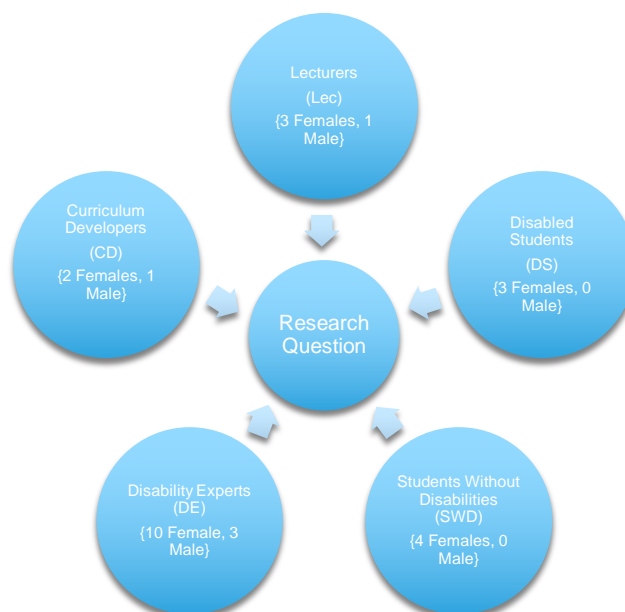 Lecturers
(Lec)
{3 Females, 1
Male}
Curriculum
Developers
(CD)
{2 Females, 1
Male}
Disabled
Students
(DS)
{3 Females, 0
Male}
Research
Question
Disability Experts
(DE)
{10 Female, 3
Male}
Students Without
Disabilities
(SWD)
{4 Females, 0
Male}